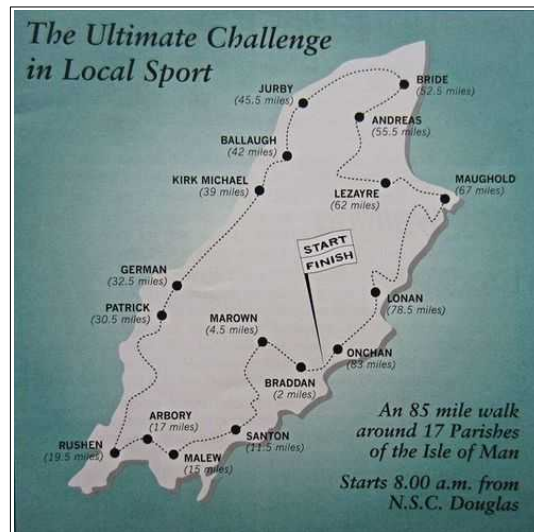 The Ultimate Challenge
in Local Sport
BRIDE
(52.5 miles)
JURBY
(45.5 miles)
ANDREAS
(55.5 miles)
BALLAUGH
(42 miles)
KIRK MICHAEL
(39 miles)
MAUGHOLD
(67 miles)
LEZAYRE
(62 miles)
START
FINISH
GERMAN
(32.5 miles)
PATRICK
(30.5 miles)
LONAN
(78.5 miles)
MAROWN
(4.5 miles)
ONCHAN
(83 miles)
BRADDAN
(2 miles)
ARBORY
(17 miles)
RUSHEN
(19.5 miles)
MALEW
(15 miles)
SANTON
(11.5 miles)
An 85 mile walk
around 17 Parishes
of the Isle of Man
Starts 8.00 a.m. from
N.S.C. Douglas